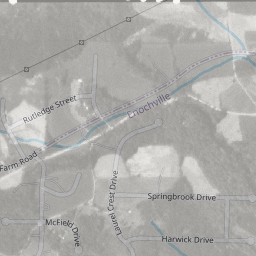 Rutledge Street
Enochville
Farm Road
Laurel Crest Drive
Springbrook Drive
McField Drive
Harwick Drive